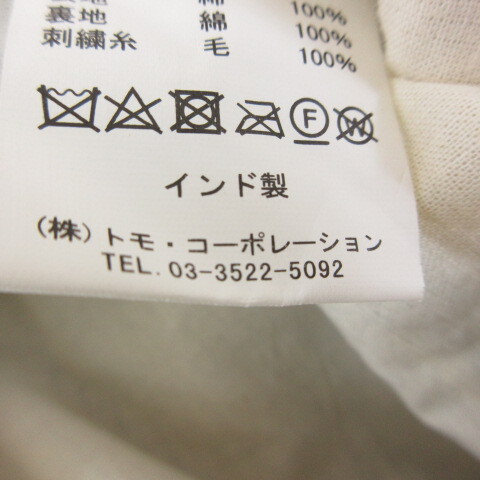 裏地 綿 100%
刺繍糸 毛 100%
F W
インド製
(株)トモ・コーポレーション
TEL. 03-3522-5092